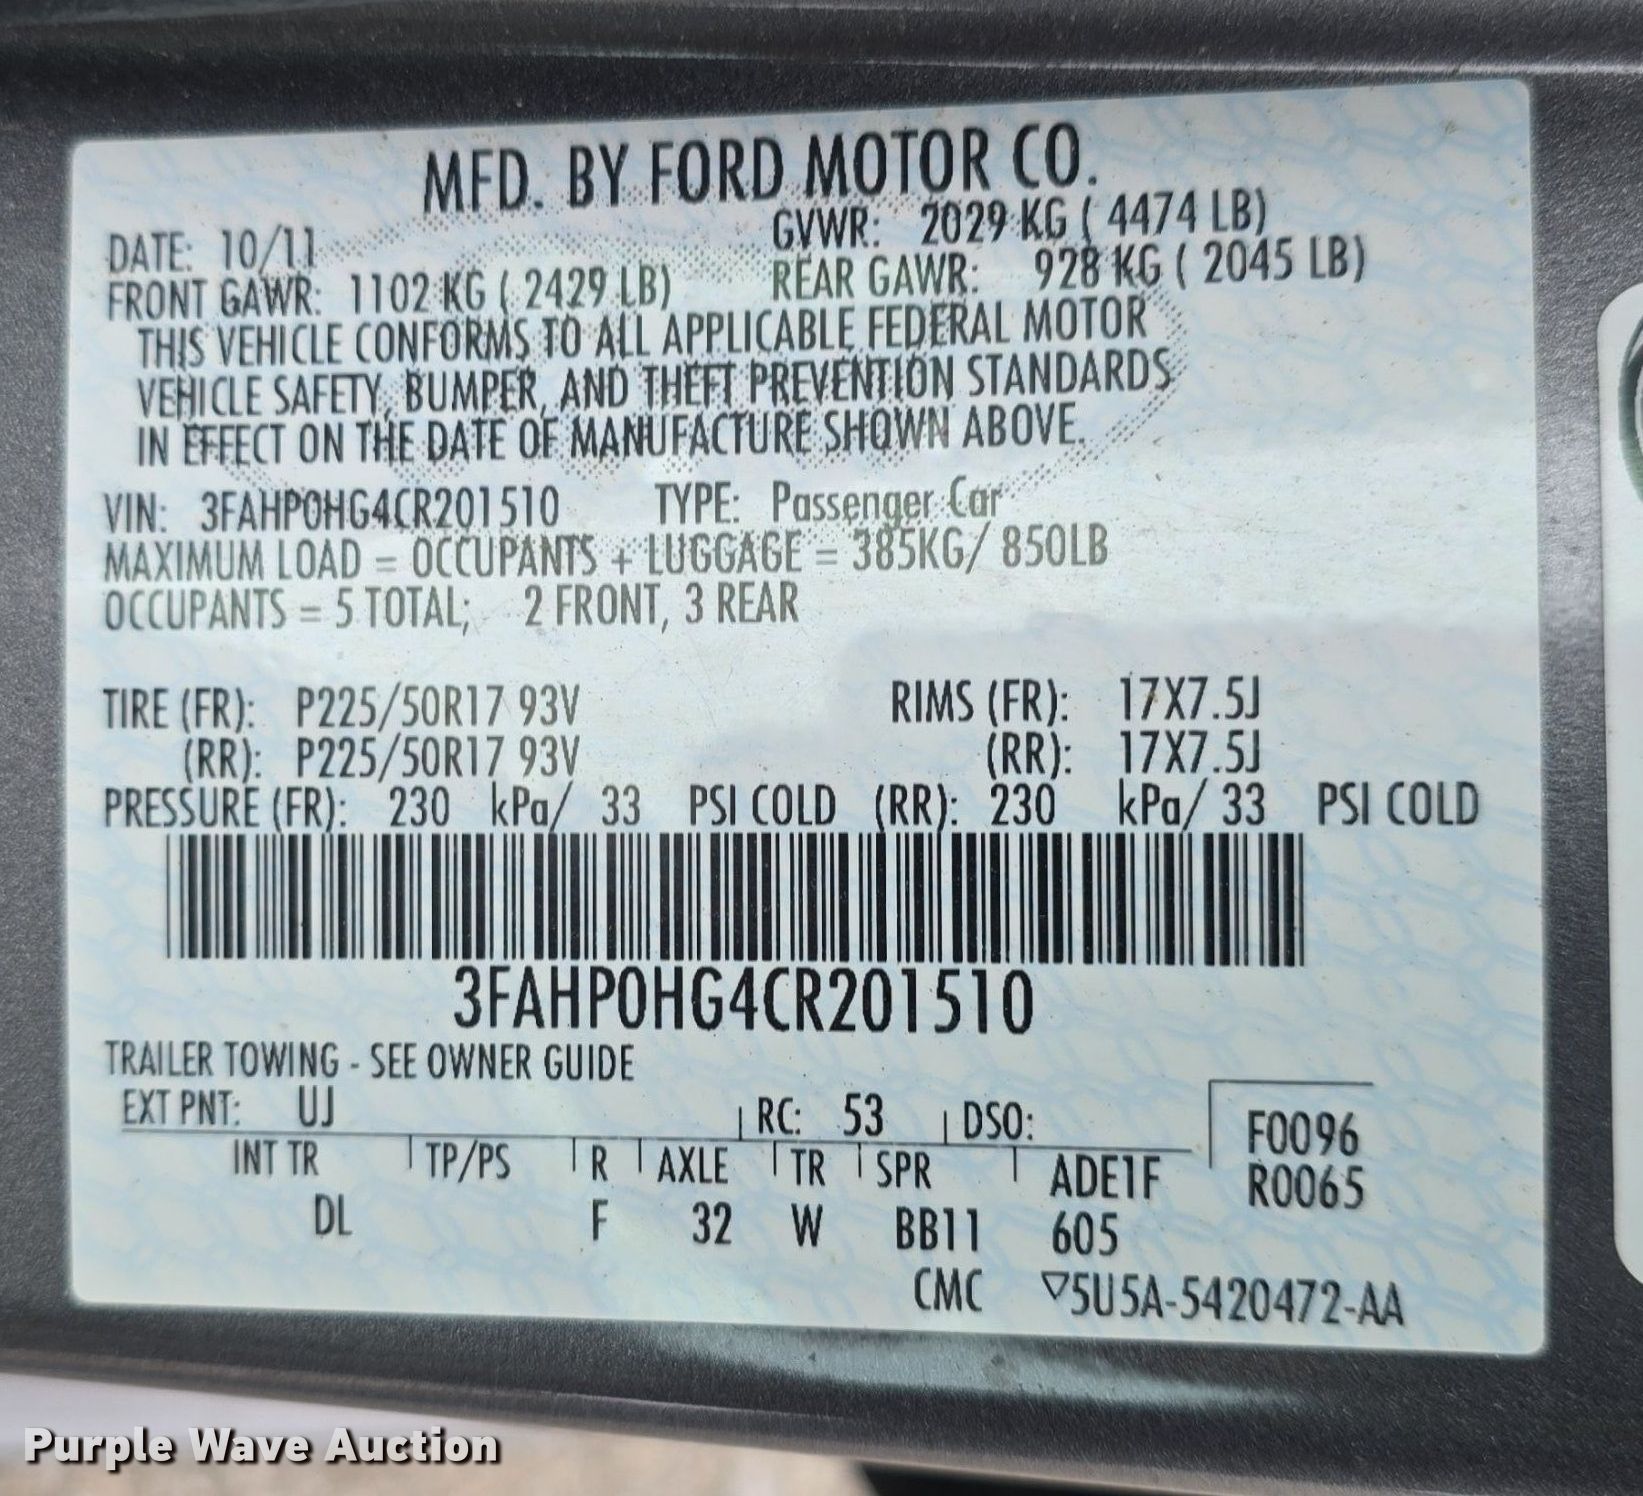 MFD. BY FORD MOTOR CO.
DATE: 10/11 GVWR: 2029 KG ( 4474 LB)
FRONT GAWR: 1102 KG ( 2429 LB) REAR GAWR: 928 KG ( 2045 LB)
THIS VEHICLE CONFORMS TO ALL APPLICABLE FEDERAL MOTOR
VEHICLE SAFETY, BUMPER, AND THEFT PREVENTION STANDARDS
IN EFFECT ON THE DATE OF MANUFACTURE SHOWN ABOVE.
VIN: 3FAHP0HG4CR201510 TYPE: Passenger Car
MAXIMUM LOAD = OCCUPANTS + LUGGAGE = 385KG/ 850LB
OCCUPANTS = 5 TOTAL; 2 FRONT, 3 REAR
TIRE (FR): P225/50R17 93V RIMS (FR): 17X7.5J
(RR): P225/50R17 93V (RR): 17X7.5J
PRESSURE (FR): 230 kPa/ 33 PSI COLD (RR): 230 kPa/ 33 PSI COLD
3FAHP0HG4CR201510
TRAILER TOWING - SEE OWNER GUIDE
EXT PNT: UJ RC: 53 DSO: F0096
INT TR TP/PS R AXLE TR SPR ADE1F R0065
DL F 32 W BB11 605
CMC ▽5U5A-5420472-AA
Purple Wave Auction